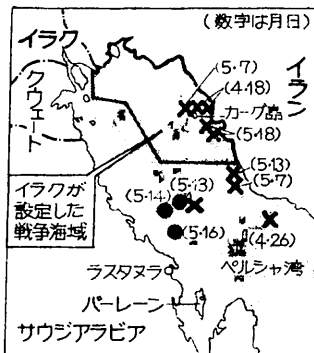 (数字は月日)
イラク
イラン
クウェート
(5・7)
(4・18)
カーグ島
(5・18)
(5・13)
(5・7)
イラクが
設定した
戦争海域
(5・13)
(5・14)
(5・16)
(4・26)
ラスタヌラ
ペルシャ湾
バーレーン
サウジアラビア